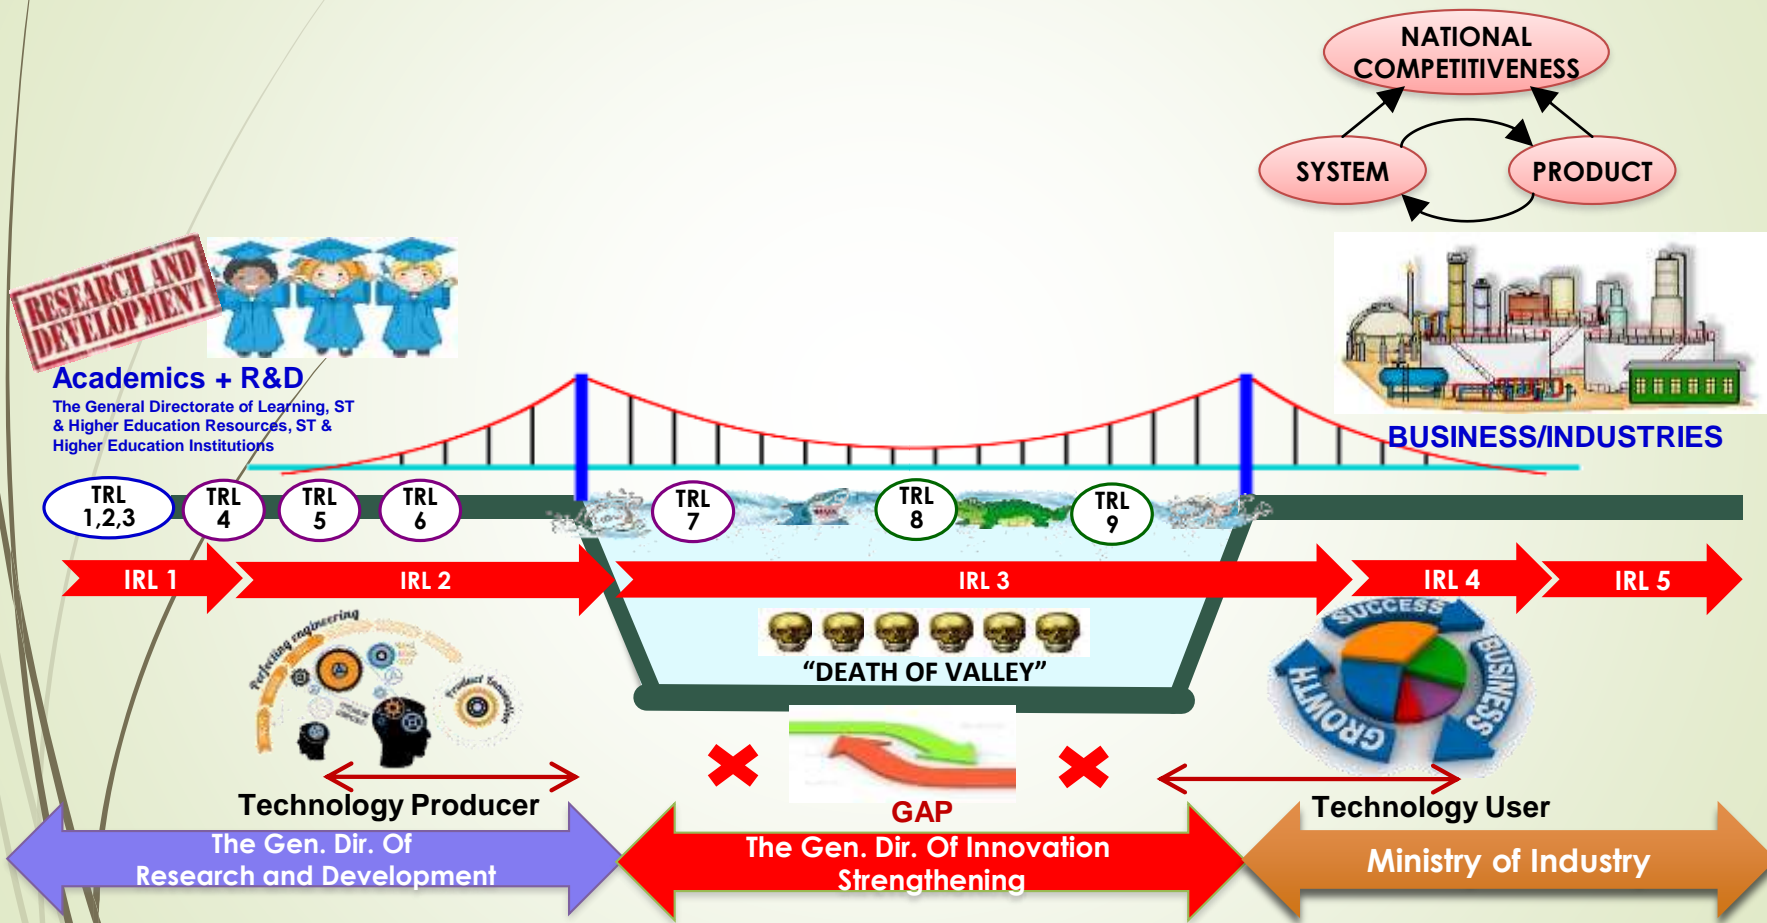 NATIONAL
COMPETITIVENESS
SYSTEM
PRODUCT
RESEARCH AND
DEVELOPMENT
Academics + R&D
The General Directorate of Learning, ST
& Higher Education Resources, ST &
Higher Education Institutions
BUSINESS/INDUSTRIES
TRL
1,2,3
TRL
4
TRL
5
TRL
6
TRL
7
TRL
8
TRL
9
IRL 1
IRL 2
IRL 3
IRL 4
IRL 5
Perfecting engineering
Product Innovation
“DEATH OF VALLEY”
SUCCESS
BUSINESS
GROWTH
Technology Producer
GAP
Technology User
The Gen. Dir. Of
Research and Development
The Gen. Dir. Of Innovation
Strengthening
Ministry of Industry